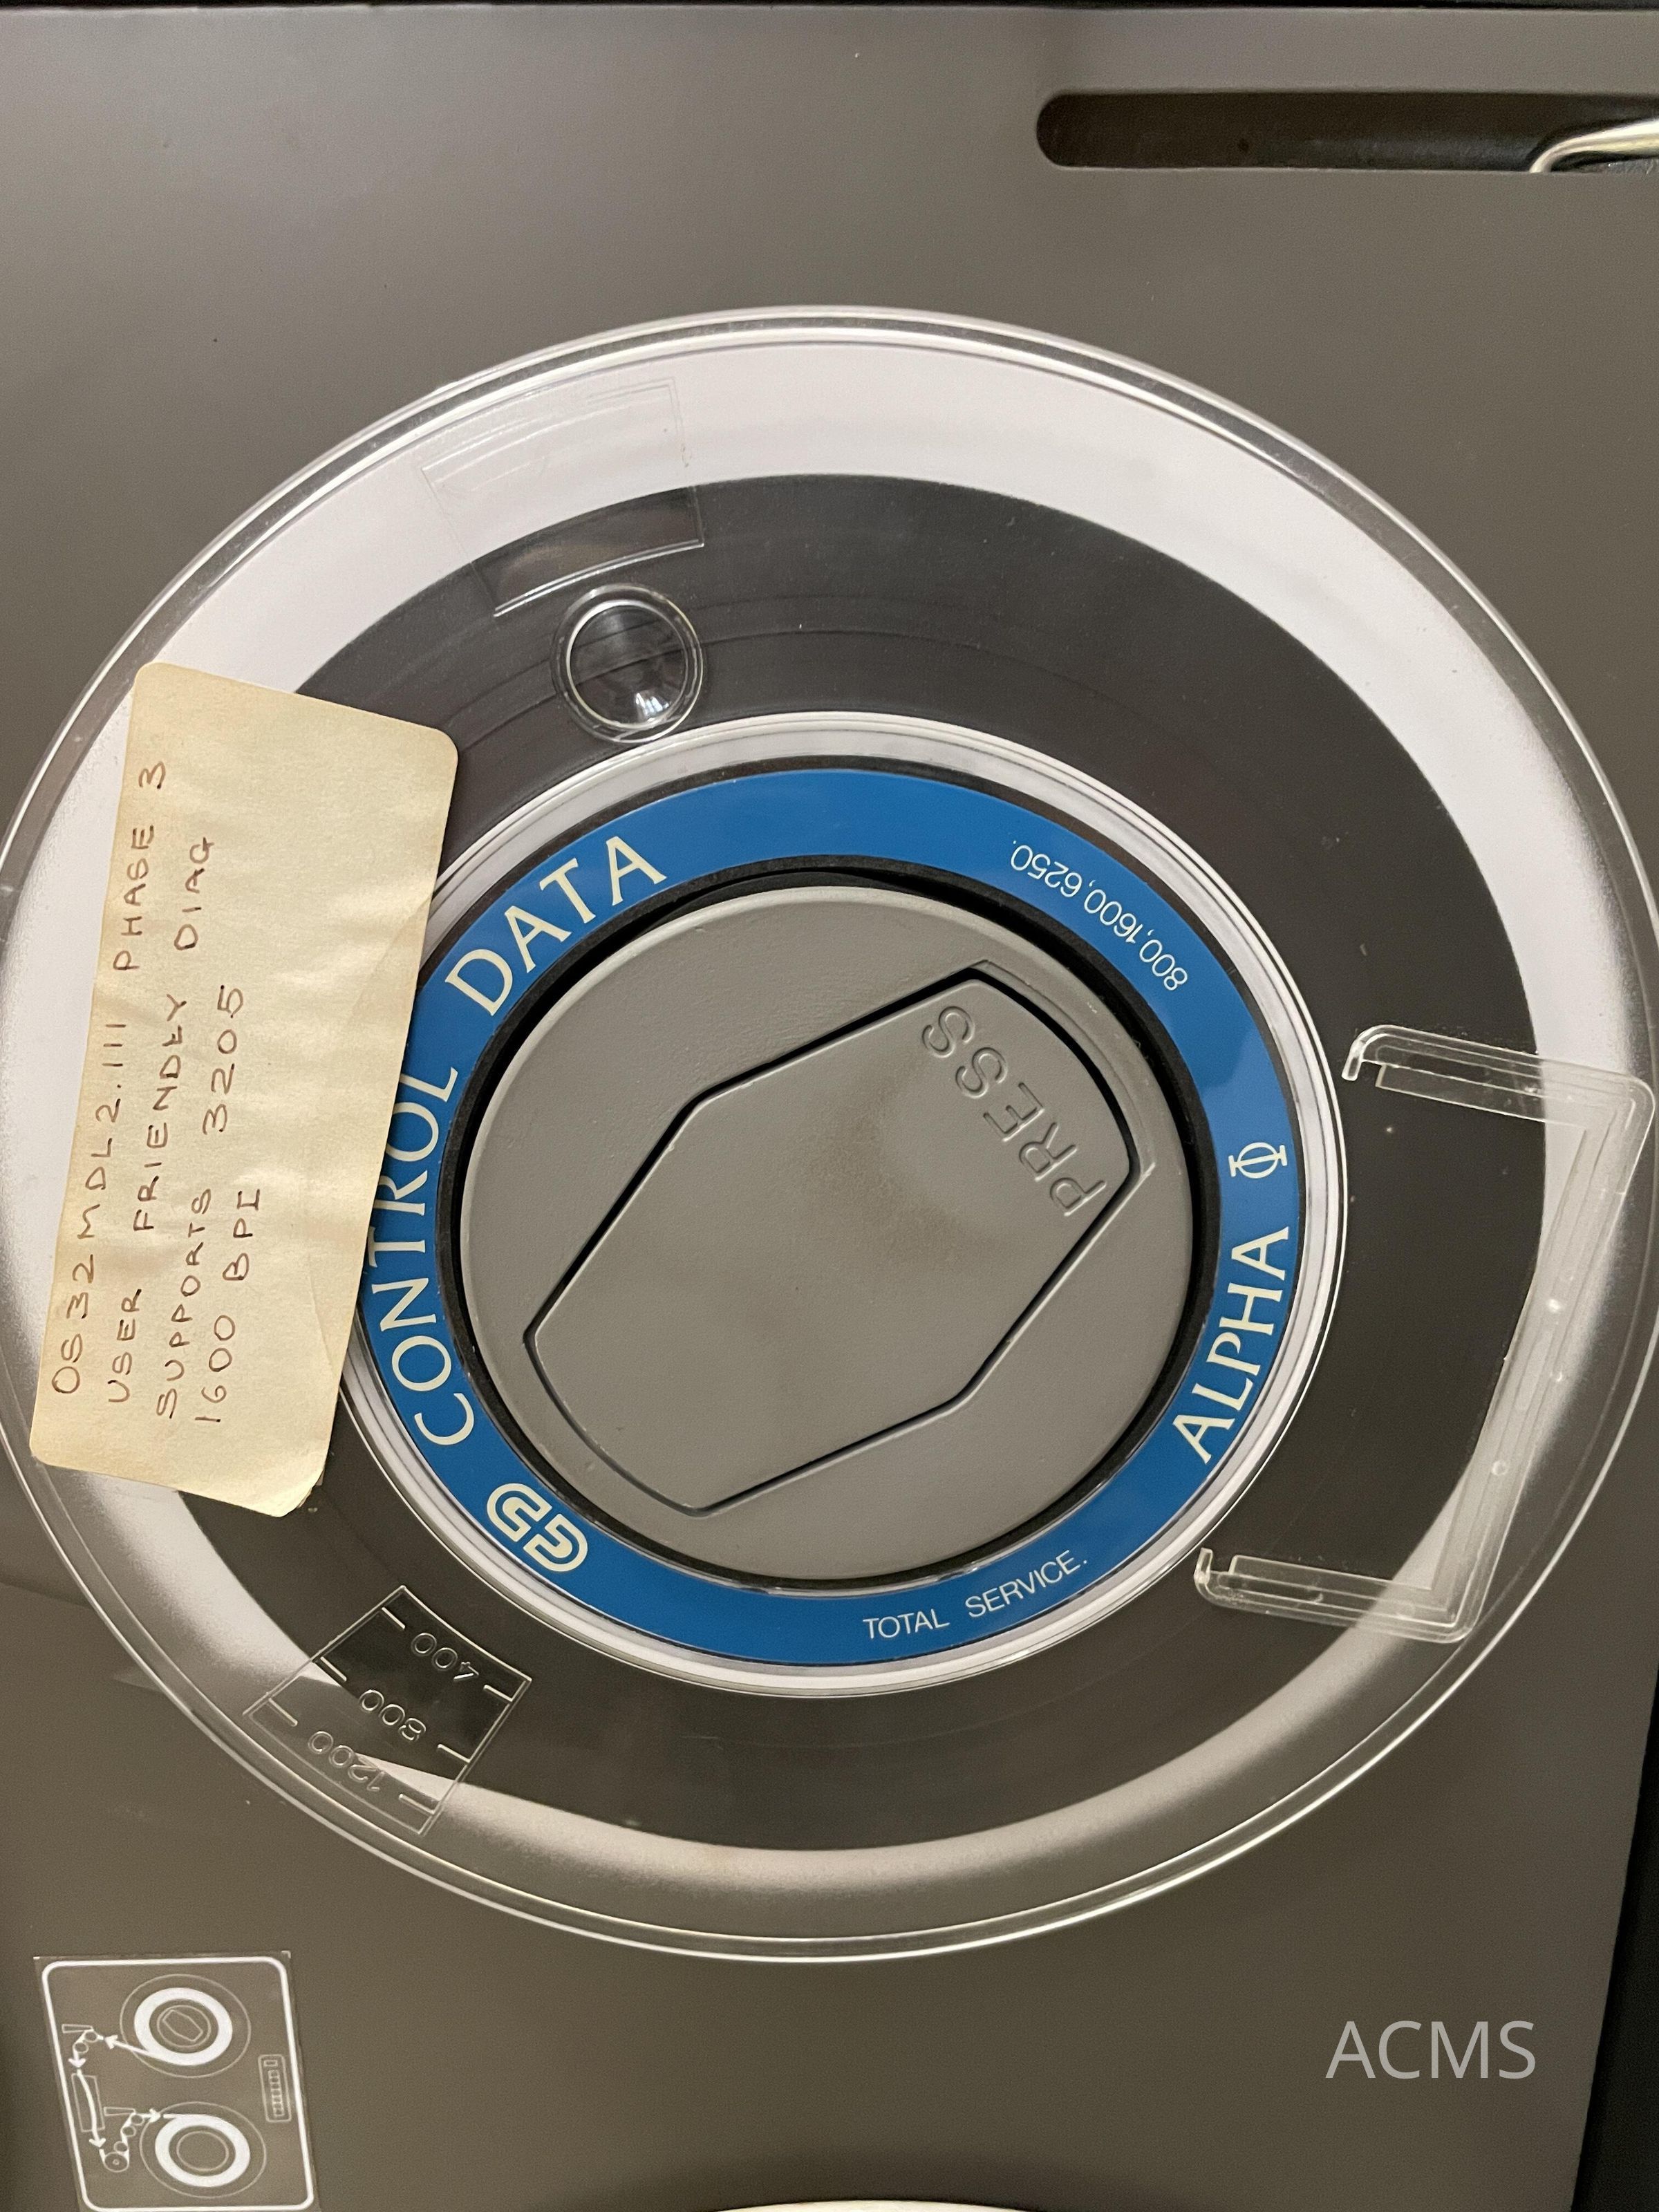 OS32MDL2.111 PHASE 3
USER FRIENDLY DIAG
SUPPORTS 3205
1600 BPI
CONTROL DATA
800,1600,6250.
ALPHA Φ
TOTAL SERVICE.
PRESS
400
800
1200
ACMS